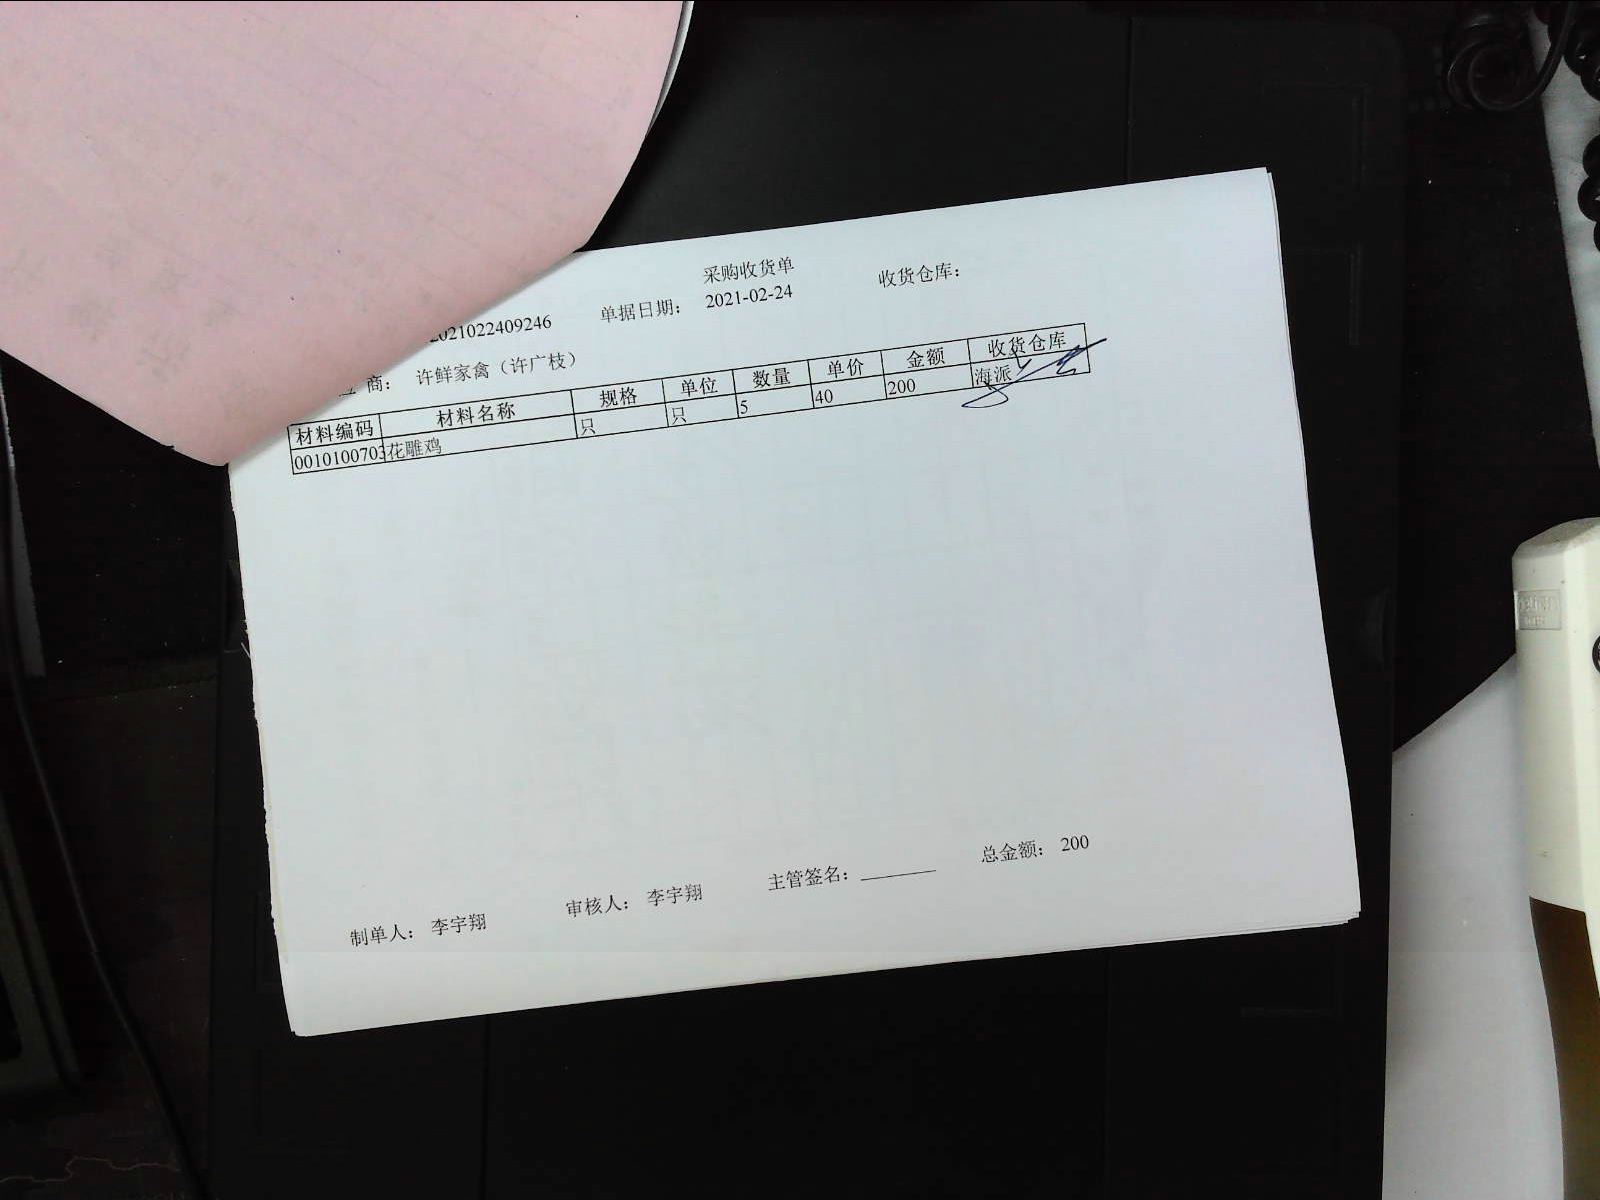 采购收货单
2021022409246 单据日期： 2021-02-24 收货仓库：
商： 许鲜家禽（许广枝）
材料编码 材料名称 规格 单位 数量 单价 金额 收货仓库
0010100703 花雕鸡 只 只 5 40 200 海派
制单人： 李宇翔 审核人： 李宇翔 主管签名： 总金额： 200